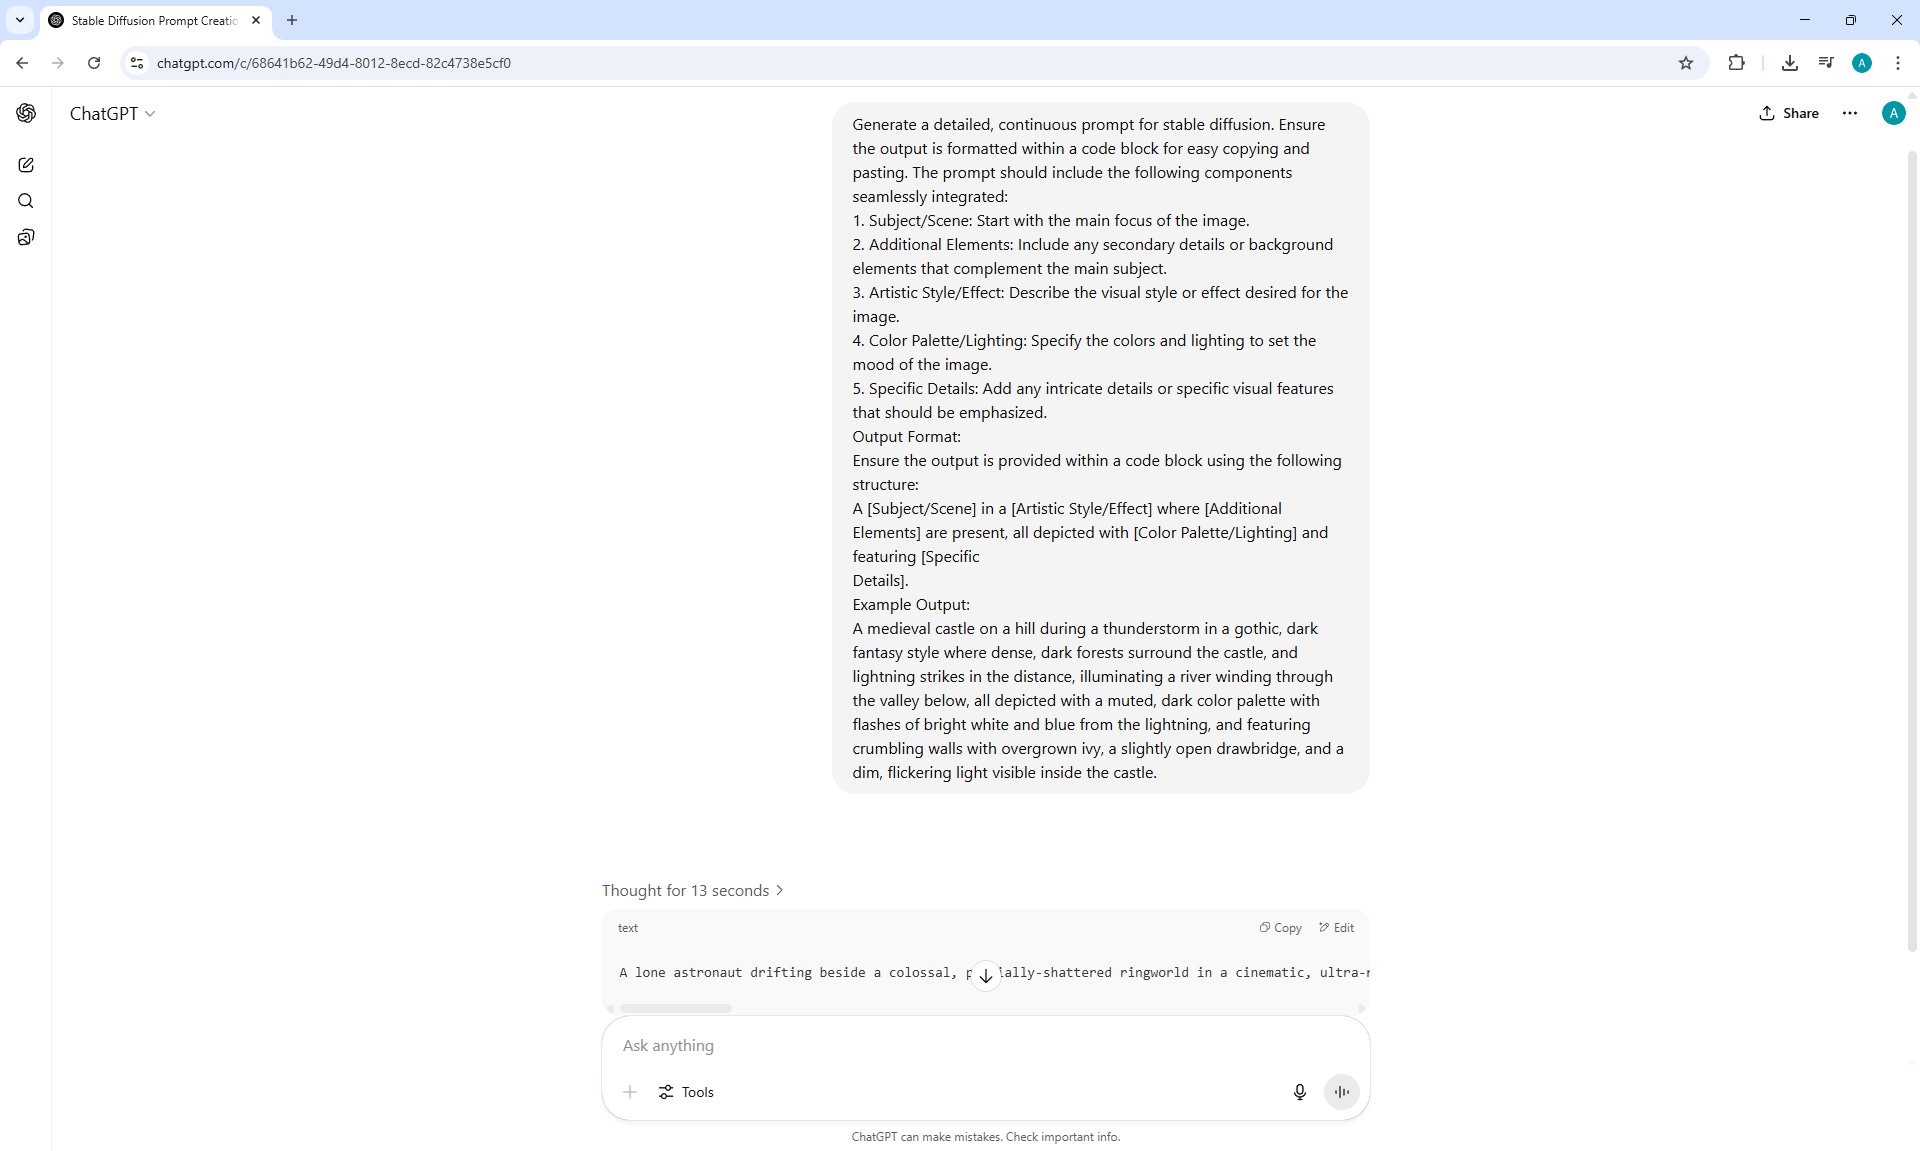 Stable Diffusion Prompt Creatio
chatgpt.com/c/68641b62-49d4-8012-8ecd-82c4738e5cf0
A
ChatGPT
Share
A
Generate a detailed, continuous prompt for stable diffusion. Ensure
the output is formatted within a code block for easy copying and
pasting. The prompt should include the following components
seamlessly integrated:
1. Subject/Scene: Start with the main focus of the image.
2. Additional Elements: Include any secondary details or background
elements that complement the main subject.
3. Artistic Style/Effect: Describe the visual style or effect desired for the
image.
4. Color Palette/Lighting: Specify the colors and lighting to set the
mood of the image.
5. Specific Details: Add any intricate details or specific visual features
that should be emphasized.
Output Format:
Ensure the output is provided within a code block using the following
structure:
A [Subject/Scene] in a [Artistic Style/Effect] where [Additional
Elements] are present, all depicted with [Color Palette/Lighting] and
featuring [Specific
Details].
Example Output:
A medieval castle on a hill during a thunderstorm in a gothic, dark
fantasy style where dense, dark forests surround the castle, and
lightning strikes in the distance, illuminating a river winding through
the valley below, all depicted with a muted, dark color palette with
flashes of bright white and blue from the lightning, and featuring
crumbling walls with overgrown ivy, a slightly open drawbridge, and a
dim, flickering light visible inside the castle.
Thought for 13 seconds
text
Copy
Edit
A lone astronaut drifting beside a colossal, -shattered ringworld in a cinematic, ultra-
Ask anything
Tools
ChatGPT can make mistakes. Check important info.